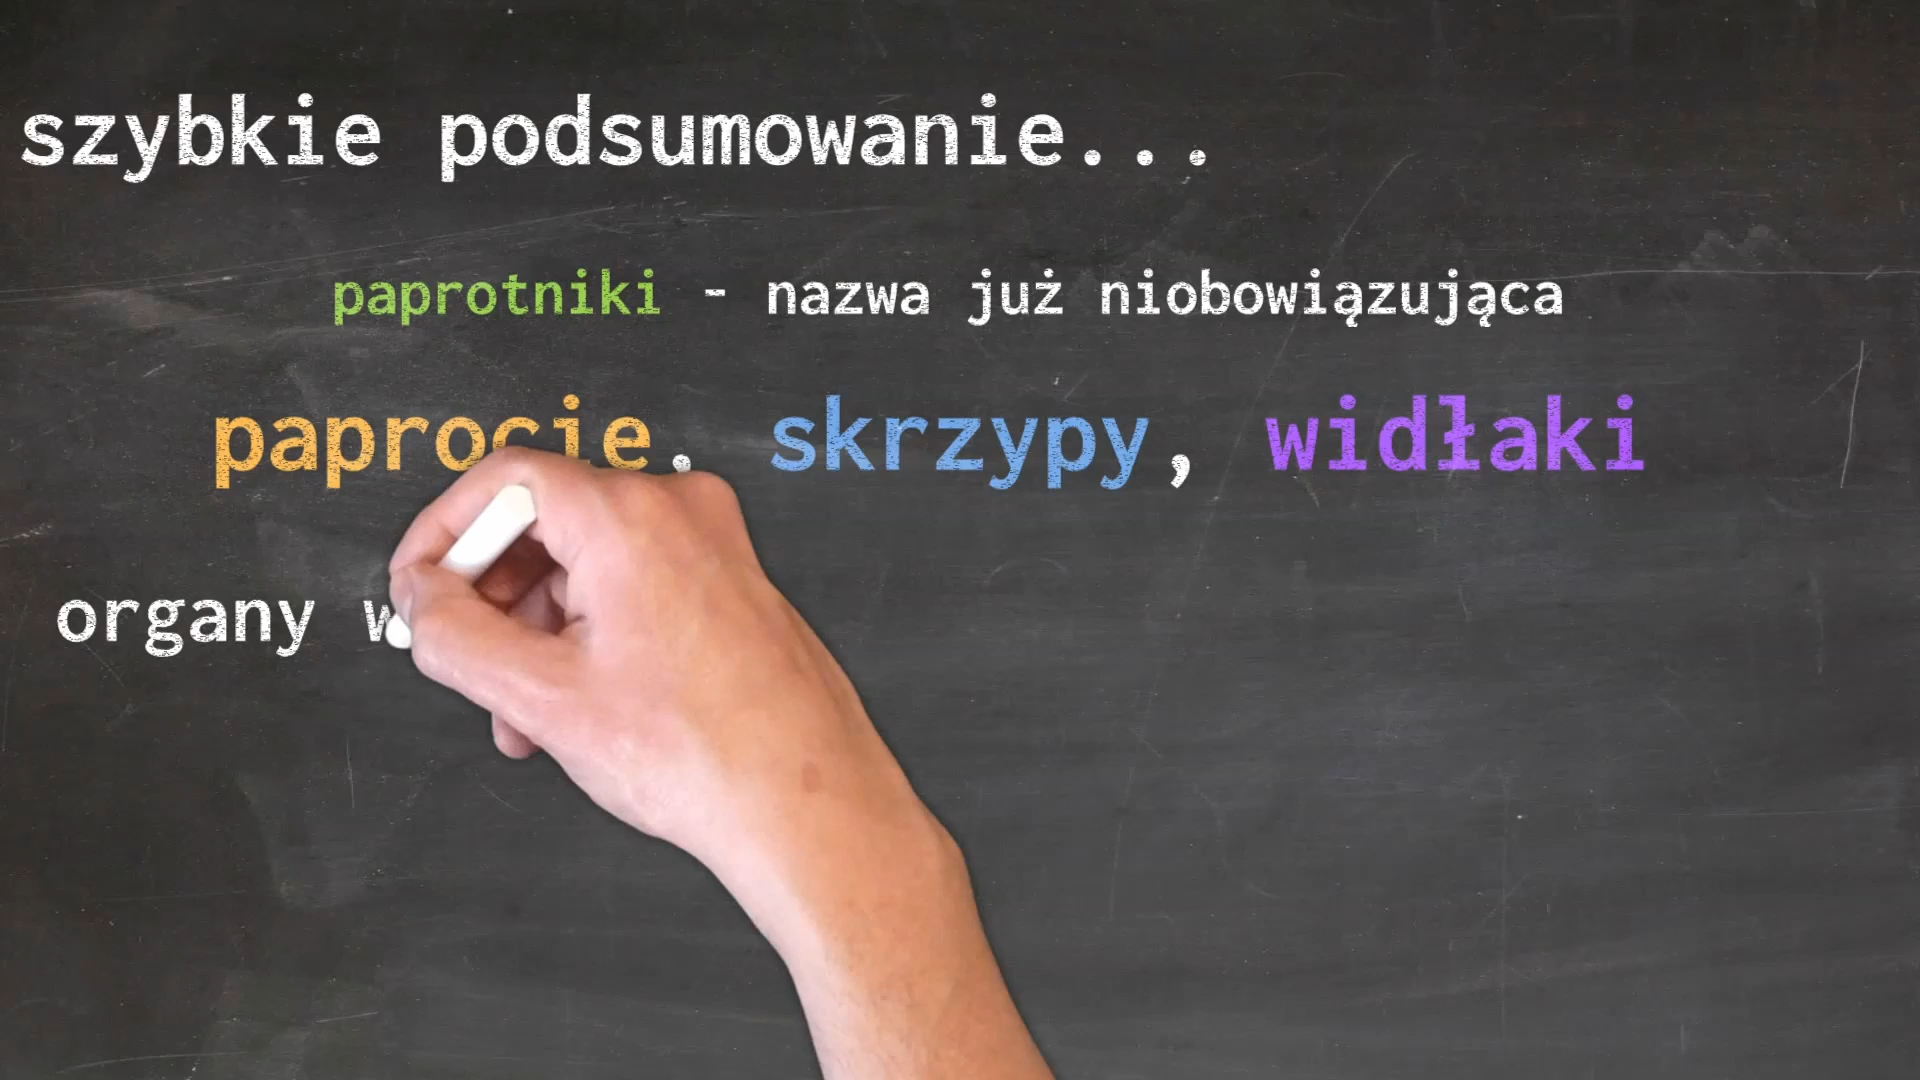 szybkie podsumowanie...
paprotniki - nazwa już niobowiązująca
paprocie, skrzypy, widłaki
organy w